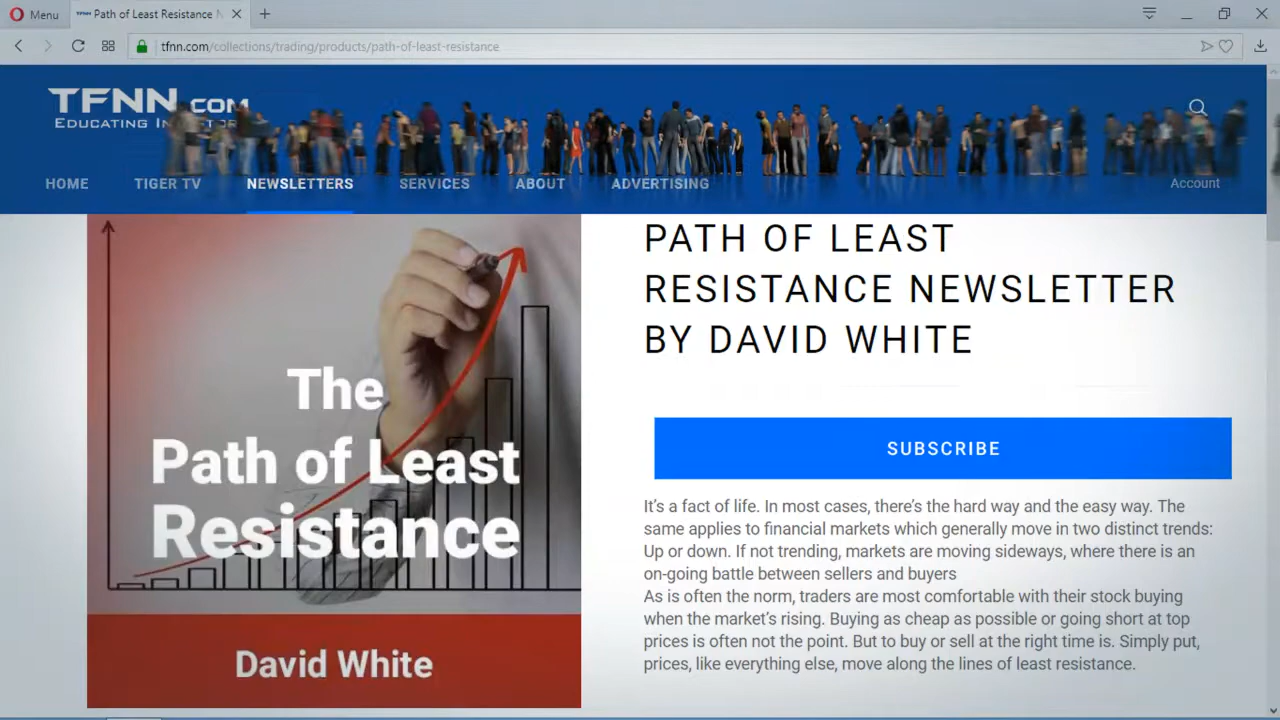 Menu
Path of Least Resistance N
tfnn.com/collections/trading/products/path-of-least-resistance
TFNN.COM
EDUCATING
HOME TIGER TV NEWSLETTERS SERVICES ABOUT ADVERTISING
Account
The
Path of Least
Resistance
David White
PATH OF LEAST
RESISTANCE NEWSLETTER
BY DAVID WHITE
SUBSCRIBE
It's a fact of life. In most cases, there's the hard way and the easy way. The
same applies to financial markets which generally move in two distinct trends:
Up or down. If not trending, markets are moving sideways, where there is an
on-going battle between sellers and buyers
As is often the norm, traders are most comfortable with their stock buying
when the market's rising. Buying as cheap as possible or going short at top
prices is often not the point. But to buy or sell at the right time is. Simply put,
prices, like everything else, move along the lines of least resistance.